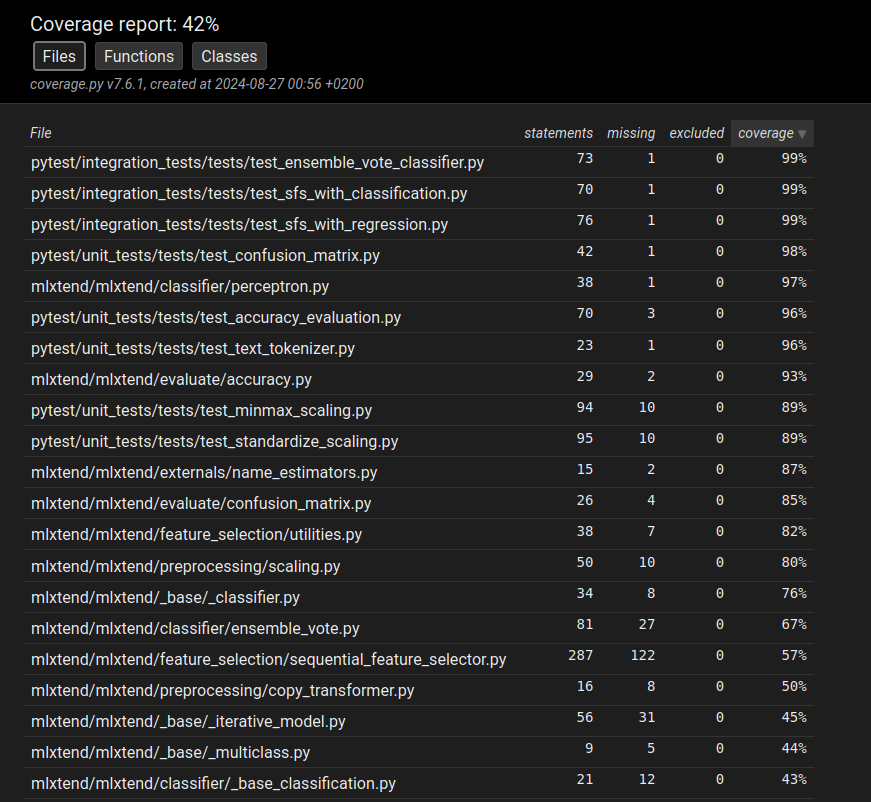 Coverage report: 42%
Files Functions Classes
coverage.py v7.6.1, created at 2024-08-27 00:56 +0200
File statements missing excluded coverage ▼
pytest/integration_tests/tests/test_ensemble_vote_classifier.py 73 1 0 99%
pytest/integration_tests/tests/test_sfs_with_classification.py 70 1 0 99%
pytest/integration_tests/tests/test_sfs_with_regression.py 76 1 0 99%
pytest/unit_tests/tests/test_confusion_matrix.py 42 1 0 98%
mlxtend/mlxtend/classifier/perceptron.py 38 1 0 97%
pytest/unit_tests/tests/test_accuracy_evaluation.py 70 3 0 96%
pytest/unit_tests/tests/test_text_tokenizer.py 23 1 0 96%
mlxtend/mlxtend/evaluate/accuracy.py 29 2 0 93%
pytest/unit_tests/tests/test_minmax_scaling.py 94 10 0 89%
pytest/unit_tests/tests/test_standardize_scaling.py 95 10 0 89%
mlxtend/mlxtend/externals/name_estimators.py 15 2 0 87%
mlxtend/mlxtend/evaluate/confusion_matrix.py 26 4 0 85%
mlxtend/mlxtend/feature_selection/utilities.py 38 7 0 82%
mlxtend/mlxtend/preprocessing/scaling.py 50 10 0 80%
mlxtend/mlxtend/_base/_classifier.py 34 8 0 76%
mlxtend/mlxtend/classifier/ensemble_vote.py 81 27 0 67%
mlxtend/mlxtend/feature_selection/sequential_feature_selector.py 287 122 0 57%
mlxtend/mlxtend/preprocessing/copy_transformer.py 16 8 0 50%
mlxtend/mlxtend/_base/_iterative_model.py 56 31 0 45%
mlxtend/mlxtend/_base/_multiclass.py 9 5 0 44%
mlxtend/mlxtend/classifier/_base_classification.py 21 12 0 43%